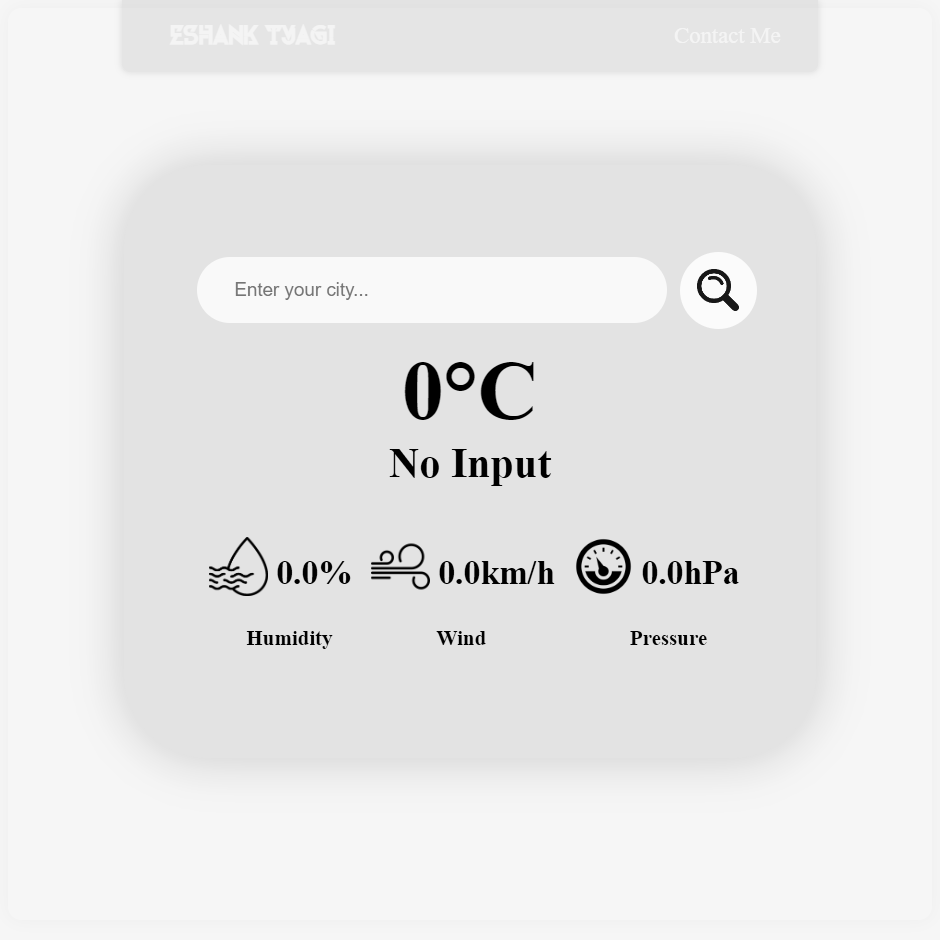 ESHANK TYAGI
Contact Me
Enter your city...
0°C
No Input
0.0% 0.0km/h 0.0hPa
Humidity Wind Pressure